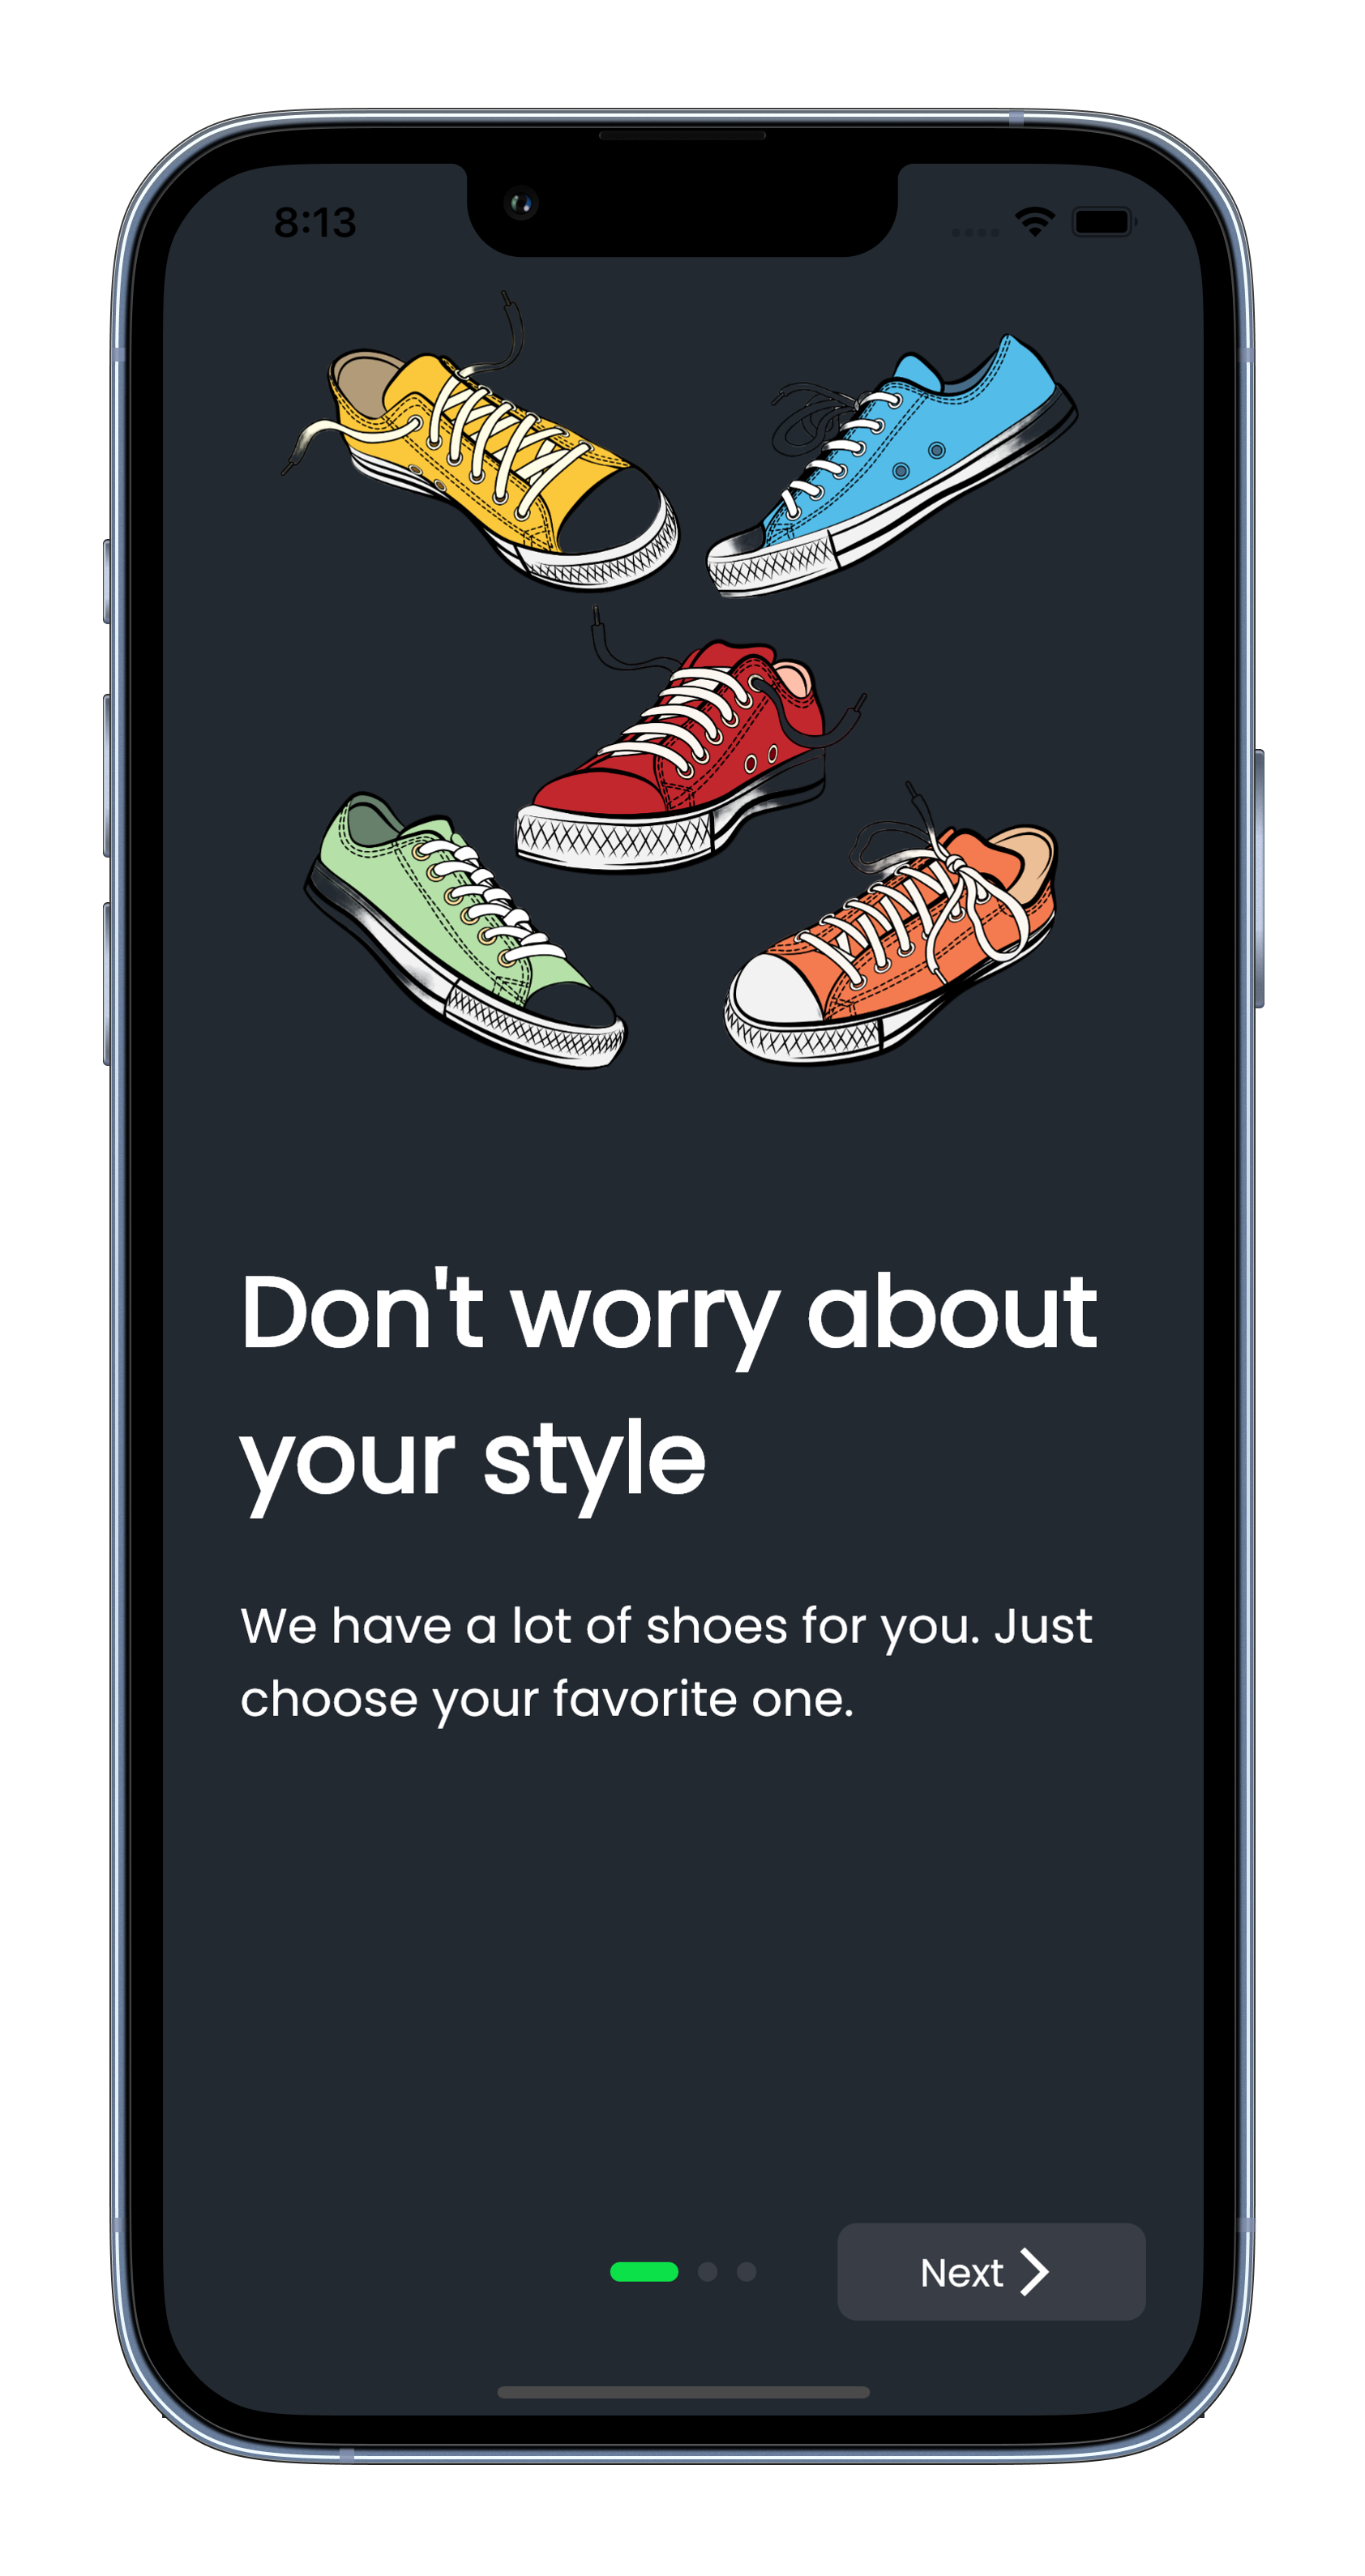 8:13
Don't worry about
your style
We have a lot of shoes for you. Just
choose your favorite one.
Next